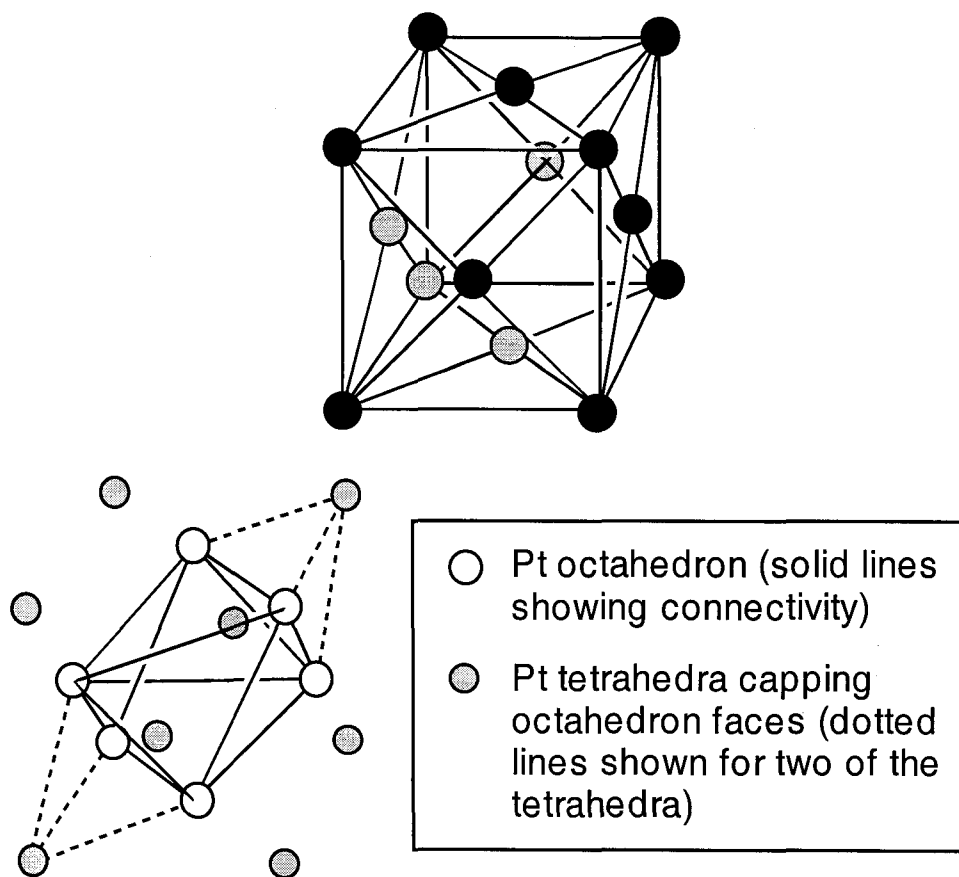 Pt octahedron (solid lines
showing connectivity)
Pt tetrahedra capping
octahedron faces (dotted
lines shown for two of the
tetrahedra)